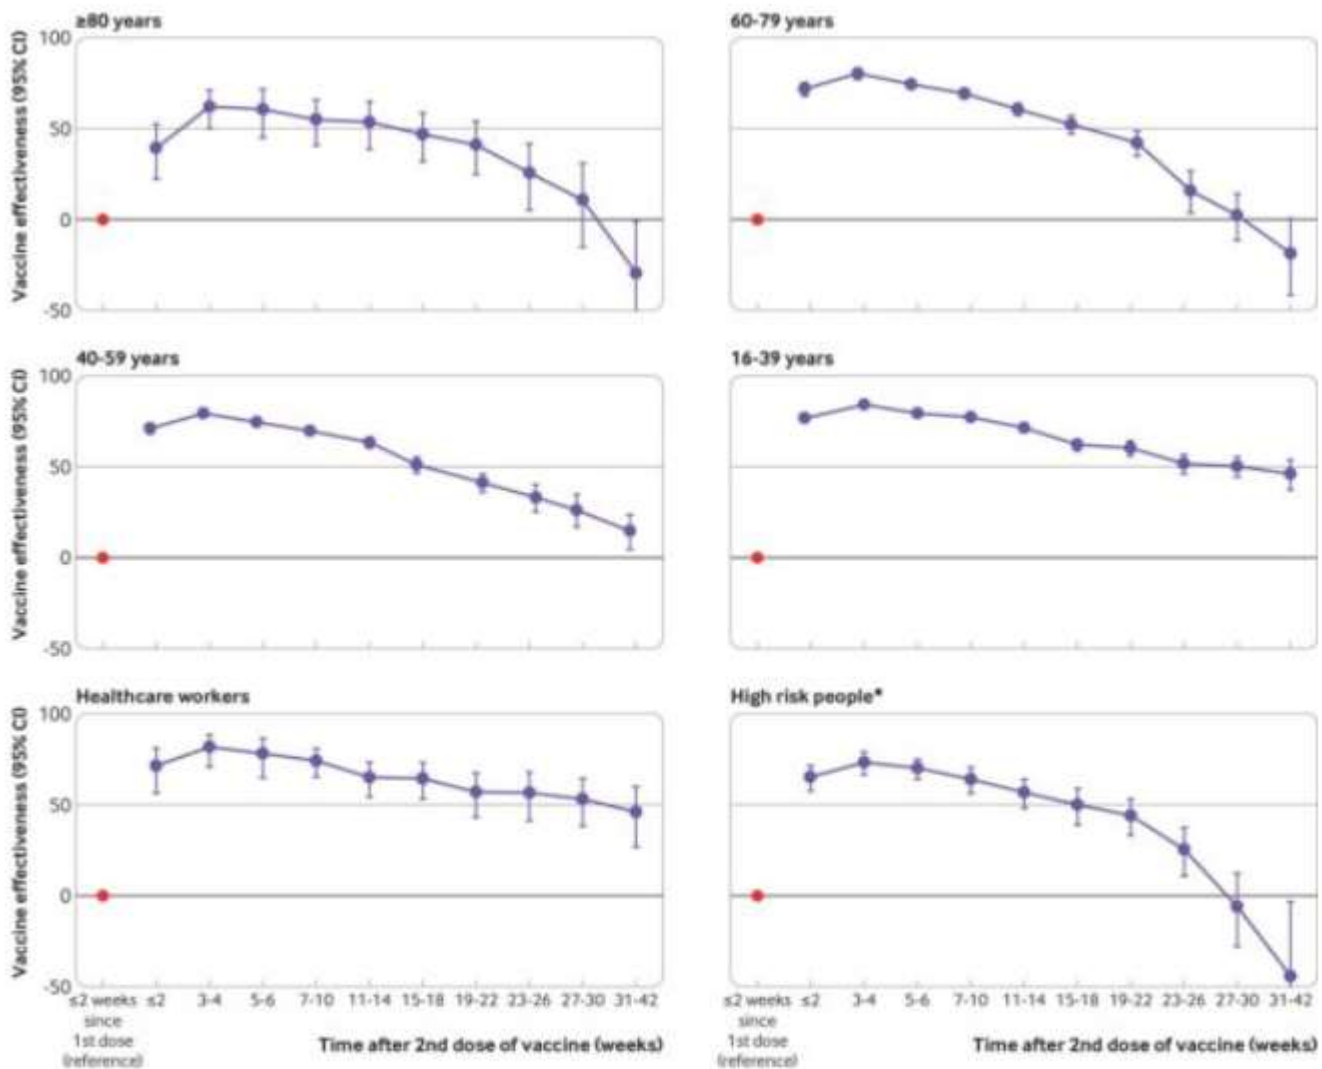 ≥80 years
60-79 years
Vaccine effectiveness (95% CI)
100
50
0
-50
40-59 years
16-39 years
Vaccine effectiveness (95% CI)
100
50
0
-50
Healthcare workers
High risk people*
Vaccine effectiveness (95% CI)
100
50
0
-50
≤2 weeks since 1st dose (reference)
≤2 3-4 5-6 7-10 11-14 15-18 19-22 23-26 27-30 31-42
Time after 2nd dose of vaccine (weeks)
≤2 weeks since 1st dose (reference)
≤2 3-4 5-6 7-10 11-14 15-18 19-22 23-26 27-30 31-42
Time after 2nd dose of vaccine (weeks)